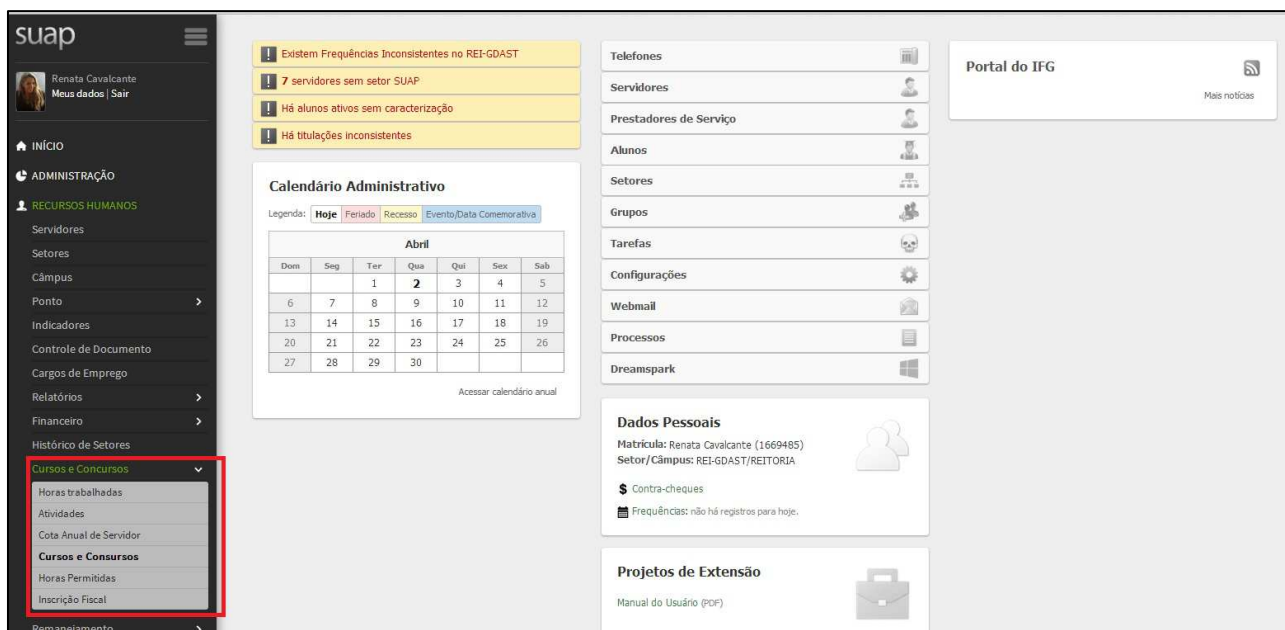 suap
Renata Cavalcante
Meus dados | Sair
INÍCIO
ADMINISTRAÇÃO
RECURSOS HUMANOS
Servidores
Setores
Câmpus
Ponto
Indicadores
Controle de Documento
Cargos de Emprego
Relatórios
Financeiro
Histórico de Setores
Cursos e Concursos
Horas trabalhadas
Atividades
Cota Anual de Servidor
Cursos e Consursos
Horas Permitidas
Inscrição Fiscal
Remanejamento
Existem Frequências Inconsistentes no REI-GDAST
7 servidores sem setor SUAP
Há alunos ativos sem caracterização
Há titulações inconsistentes
Calendário Administrativo
Legenda: Hoje Feriado Recesso Evento/Data Comemorativa
Abril
Dom Seg Ter Qua Qui Sex Sab
1 2 3 4 5
6 7 8 9 10 11 12
13 14 15 16 17 18 19
20 21 22 23 24 25 26
27 28 29 30
Acessar calendário anual
Telefones
Servidores
Prestadores de Serviço
Alunos
Setores
Grupos
Tarefas
Configurações
Webmail
Processos
Dreamspark
Dados Pessoais
Matrícula: Renata Cavalcante (1669485)
Setor/Câmpus: REI-GDAST/REITORIA
$ Contra-cheques
Frequências: não há registros para hoje.
Projetos de Extensão
Manual do Usuário (PDF)
Portal do IFG
Mais notícias